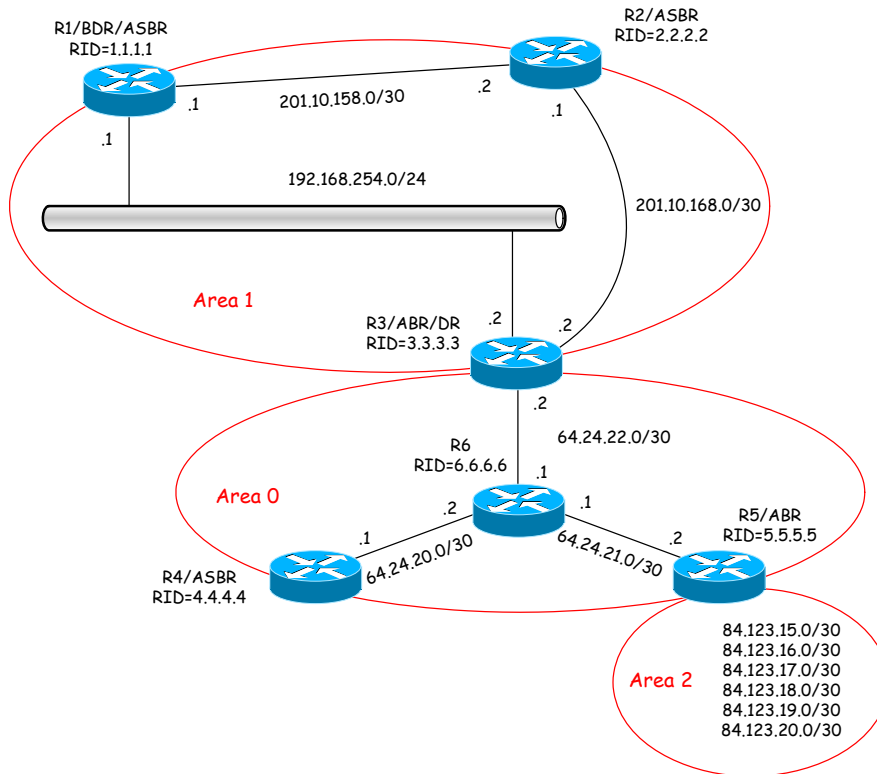 R1/BDR/ASBR
RID=1.1.1.1
R2/ASBR
RID=2.2.2.2
.1
.2
201.10.158.0/30
.1
.1
192.168.254.0/24
201.10.168.0/30
Area 1
R3/ABR/DR
RID=3.3.3.3
.2
.2
.2
64.24.22.0/30
R6
RID=6.6.6.6
.1
Area 0
.2
.1
R5/ABR
RID=5.5.5.5
.1
.2
64.24.20.0/30
64.24.21.0/30
R4/ASBR
RID=4.4.4.4
84.123.15.0/30
84.123.16.0/30
84.123.17.0/30
84.123.18.0/30
84.123.19.0/30
84.123.20.0/30
Area 2